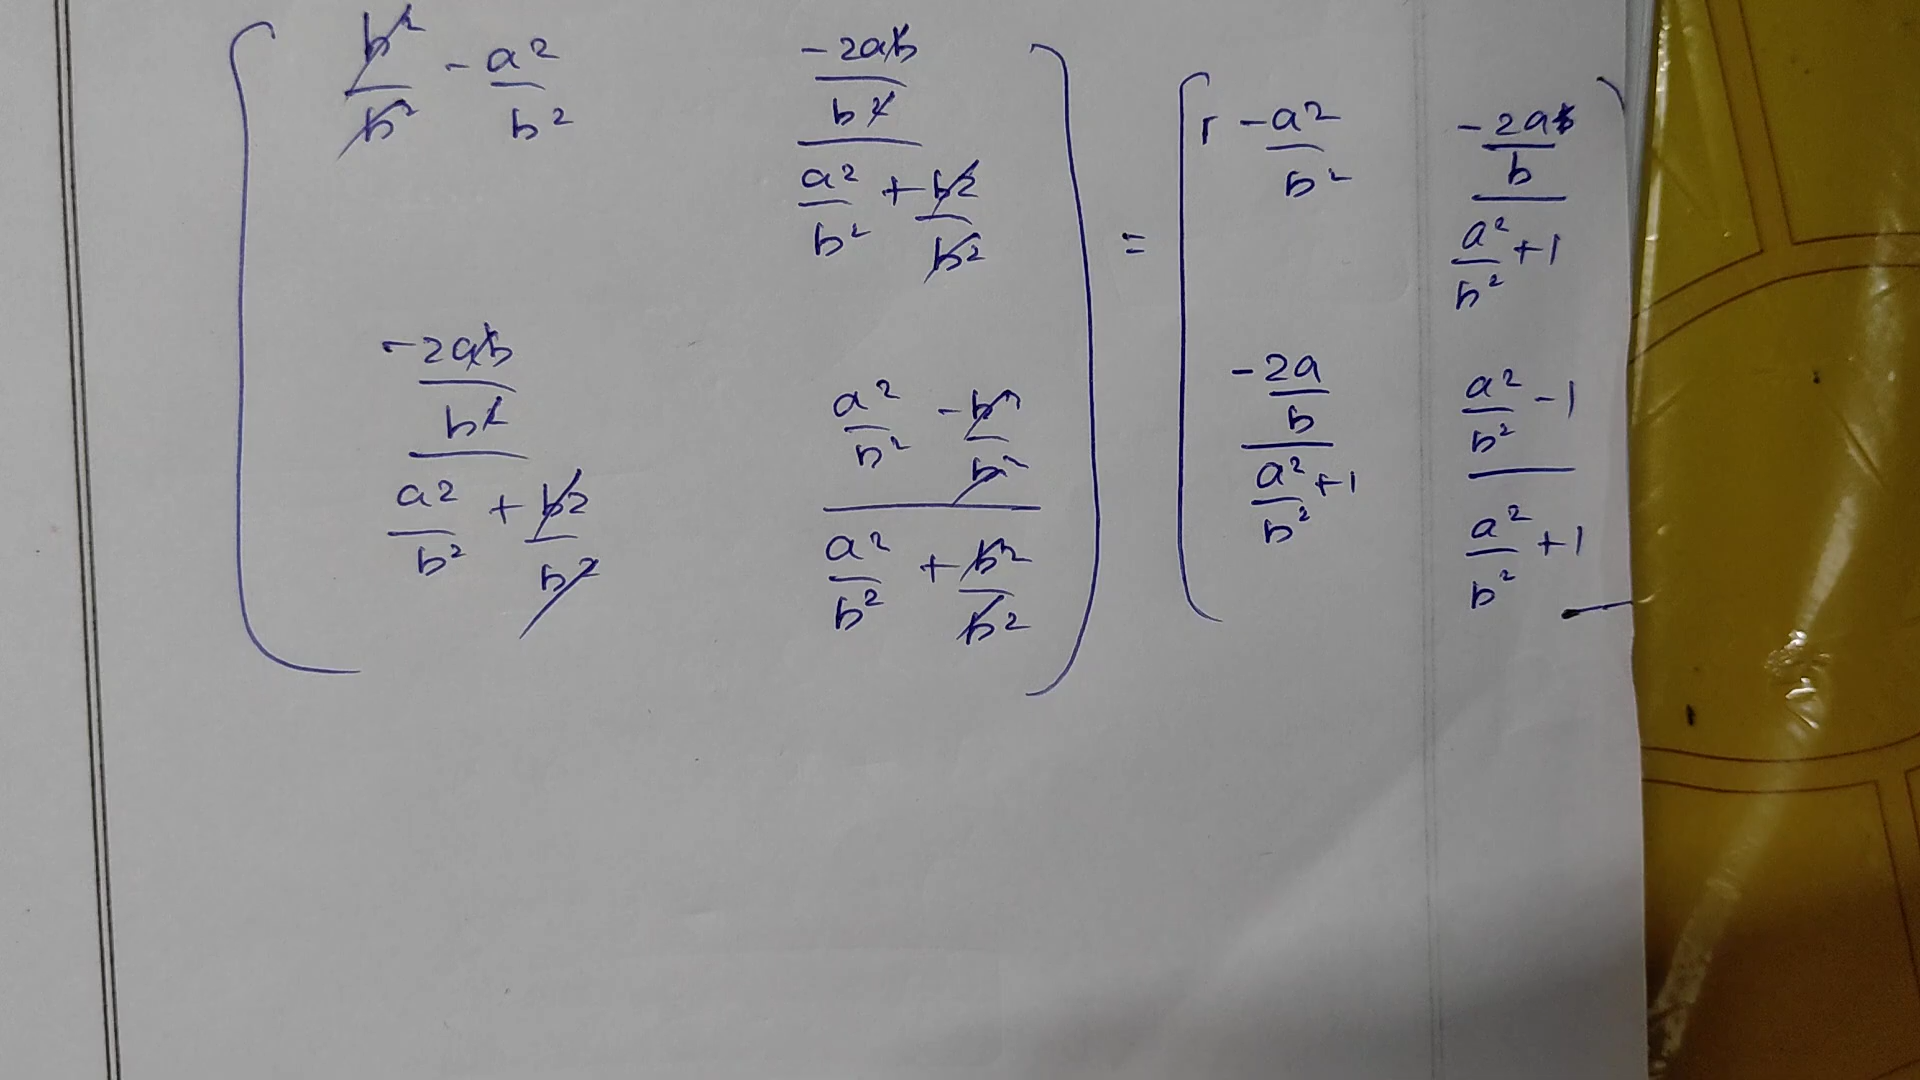 b²/b² - a²/b²   (-2ab/b²)/(a²/b² + b²/b²)   =   1 - a²/b²   (-2ab/b)/(a²/b² + 1)
(-2ab/b²)/(a²/b² + b²/b²)   (a²/b² - b²/b²)/(a²/b² + b²/b²)   (-2a/b)/(a²/b² + 1)   (a²/b² - 1)/(a²/b² + 1)